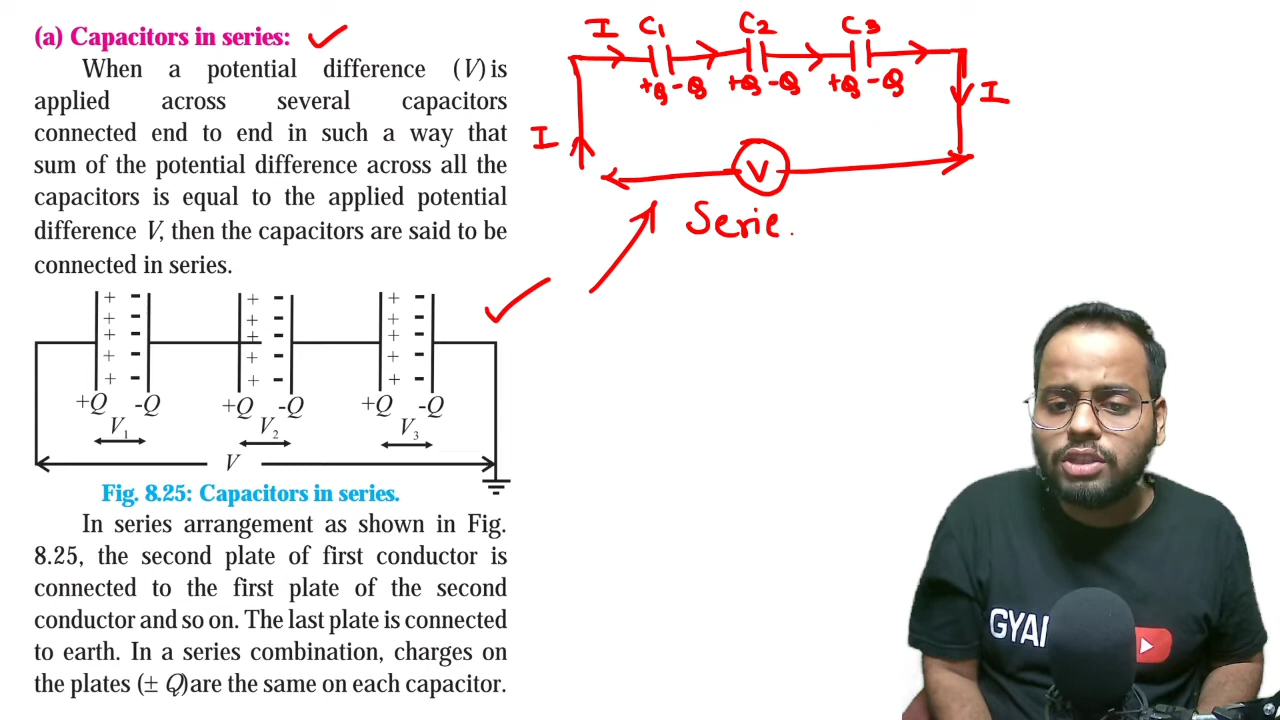 (a) Capacitors in series:
When a potential difference (V) is
applied across several capacitors
connected end to end in such a way that
sum of the potential difference across all the
capacitors is equal to the applied potential
difference V, then the capacitors are said to be
connected in series.
+ - + - + -
+ - + - + -
+ - + - + -
+ - + - + -
+ - + - + -
+Q -Q +Q -Q +Q -Q
V₁ V₂ V₃
V
Fig. 8.25: Capacitors in series.
In series arrangement as shown in Fig.
8.25, the second plate of first conductor is
connected to the first plate of the second
conductor and so on. The last plate is connected
to earth. In a series combination, charges on
the plates (± Q) are the same on each capacitor.
I C1 C2 C3
+Q -Q +Q -Q +Q -Q
I I
V
Serie.
GYAN